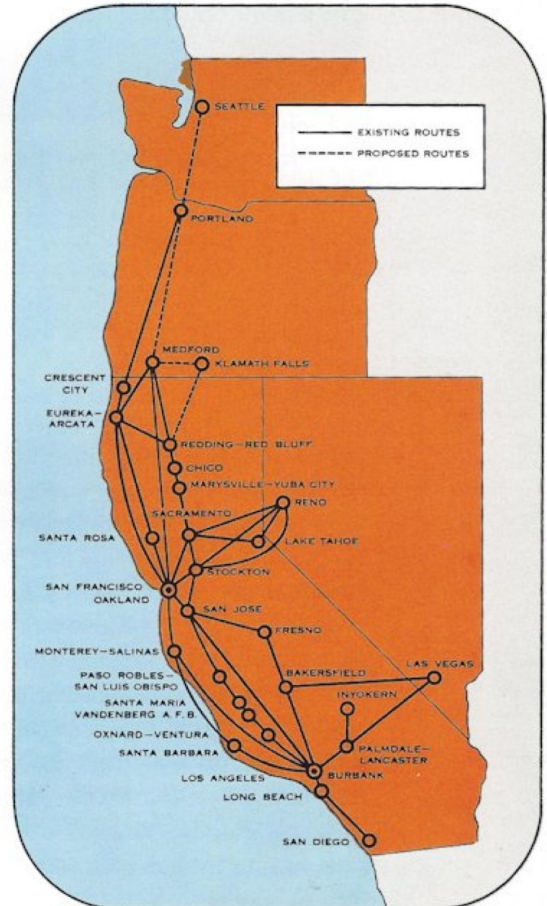 SEATTLE
EXISTING ROUTES
PROPOSED ROUTES
PORTLAND
MEDFORD
KLAMATH FALLS
CRESCENT
CITY
EUREKA—
ARCATA
REDDING—RED BLUFF
CHICO
MARYSVILLE—YUBA CITY
RENO
SACRAMENTO
SANTA ROSA
LAKE TAHOE
STOCKTON
SAN FRANCISCO
OAKLAND
SAN JOSE
FRESNO
MONTEREY—SALINAS
LAS VEGAS
PASO ROBLES—
SAN LUIS OBISPO
BAKERSFIELD
INYOKERN
SANTA MARIA
VANDENBERG A.F.B.
OXNARD—VENTURA
SANTA BARBARA
PALMDALE—
LANCASTER
LOS ANGELES
BURBANK
LONG BEACH
SAN DIEGO